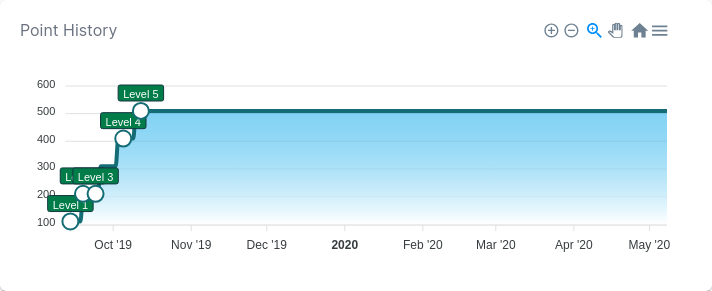 Point History
600
500
400
300
200
100
Level 5
Level 4
Level 3
Level 1
Oct '19
Nov '19
Dec '19
2020
Feb '20
Mar '20
Apr '20
May '20